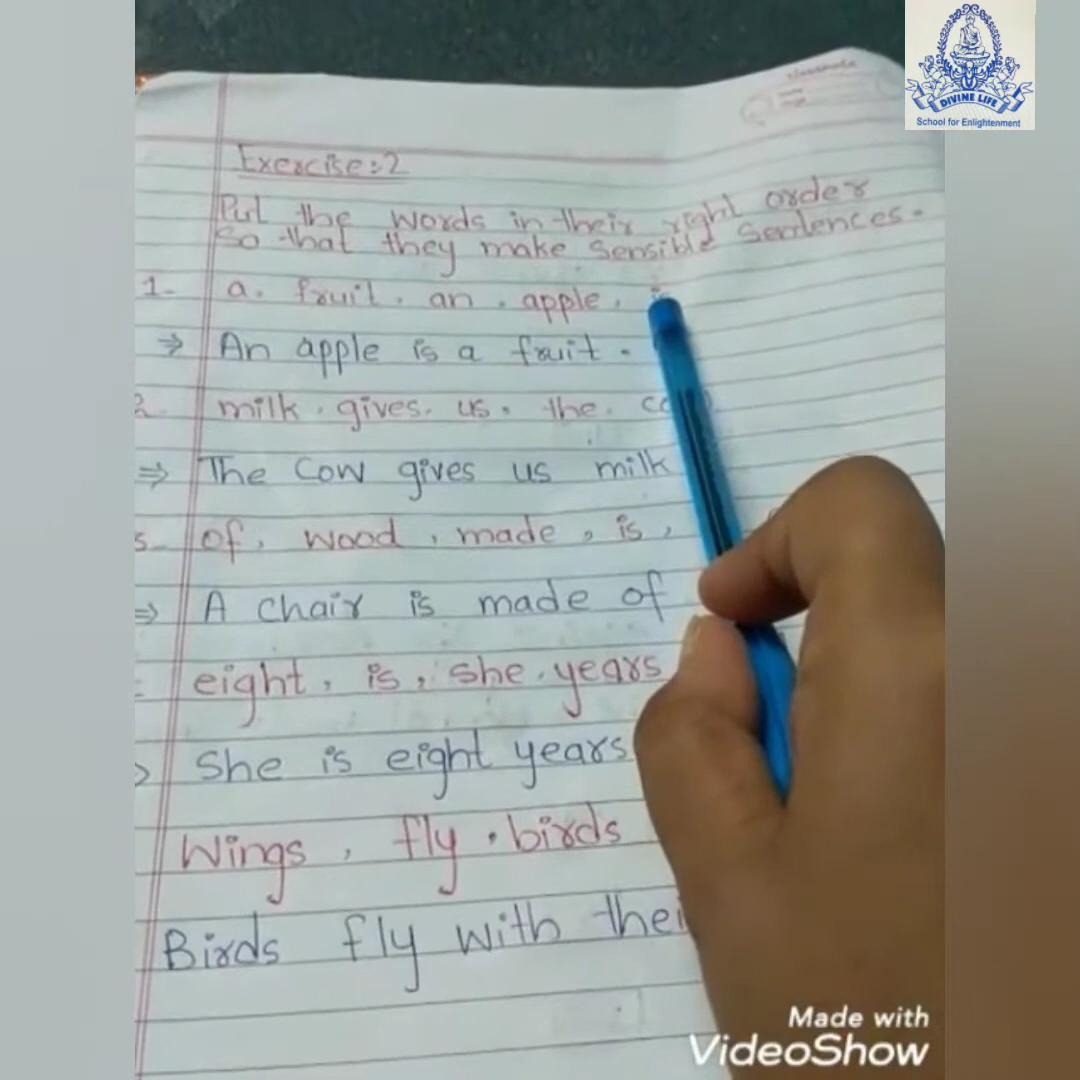 DIVINE LIFE
School for Enlightenment
Exercise:2
Put the words in their right order
so that they make sensible sentences.
1- a. fruit. an. apple.
⇒ An apple is a fruit.
2. milk. gives. us. the.
⇒ The Cow gives us milk
of, wood, made, is,
⇒ A chair is made of
eight, is, she. years
She is eight years
Wings, fly. birds
Birds fly with
Made with
VideoShow